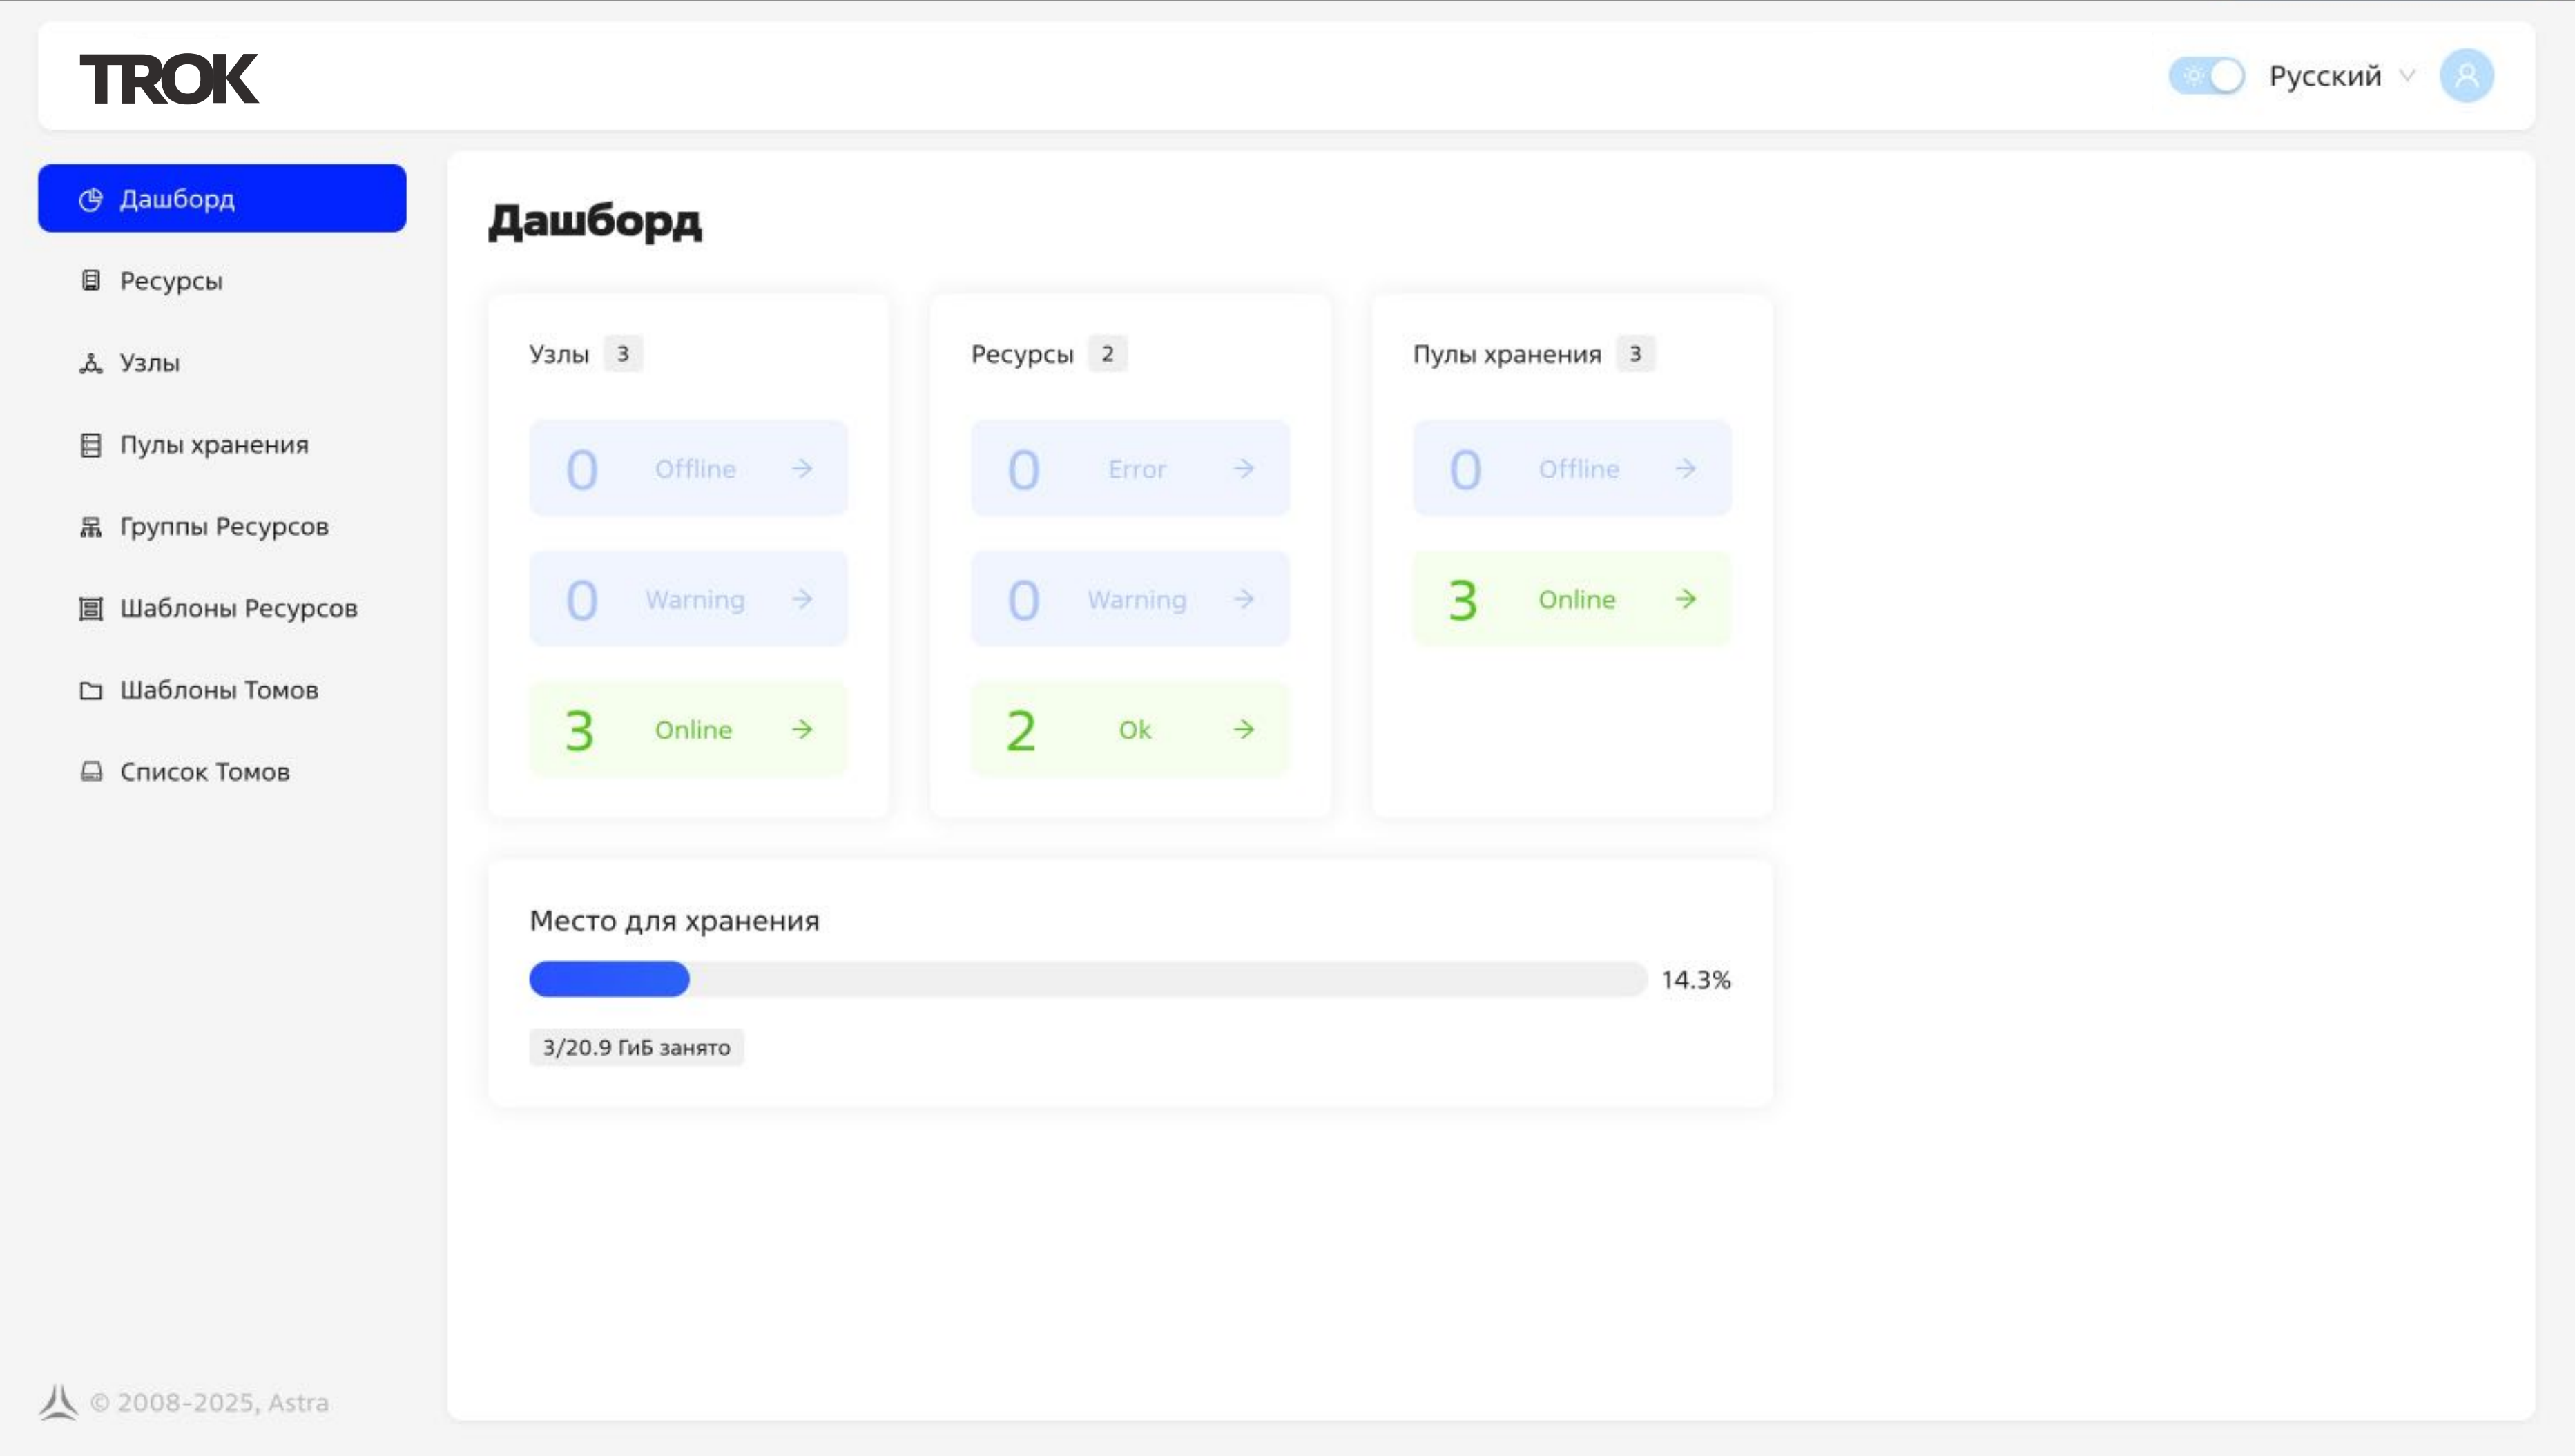 TROK
Русский
Дашборд
Ресурсы
Узлы
Пулы хранения
Группы Ресурсов
Шаблоны Ресурсов
Шаблоны Томов
Список Томов
© 2008-2025, Astra
Дашборд
Узлы 3
0 Offline
0 Warning
3 Online
Ресурсы 2
0 Error
0 Warning
2 Ok
Пулы хранения 3
0 Offline
3 Online
Место для хранения
14.3%
3/20.9 ГиБ занято